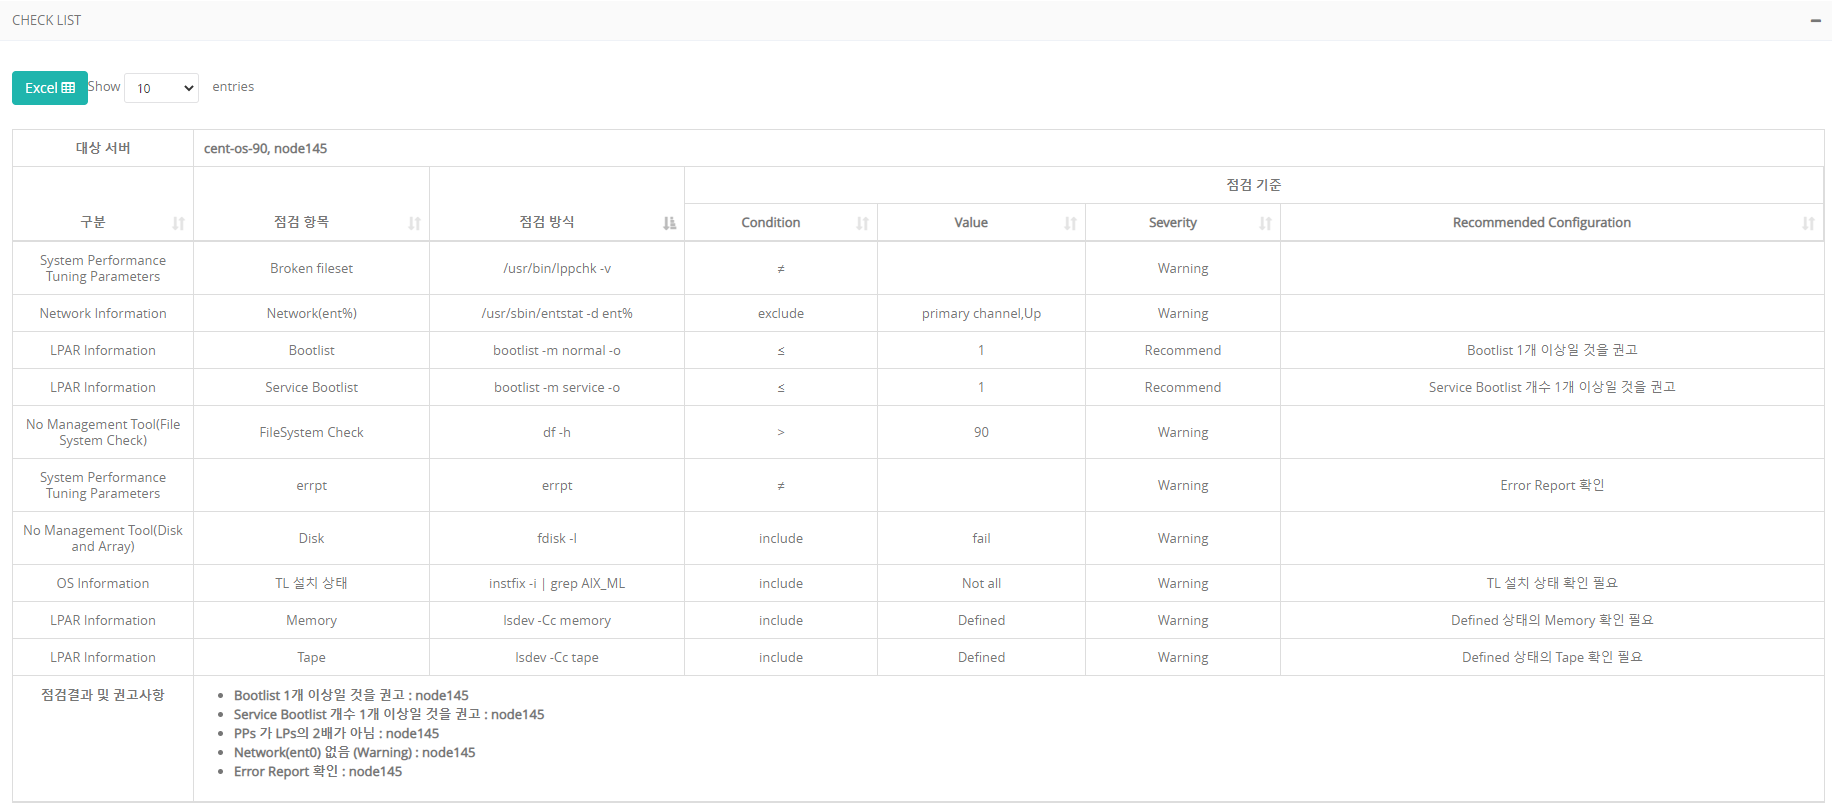 CHECK LIST
Excel Show 10 entries
대상 서버 cent-os-90, node145
점검 기준
구분 점검 항목 점검 방식 Condition Value Severity Recommended Configuration
System Performance Tuning Parameters Broken fileset /usr/bin/lppchk -v ≠ Warning
Network Information Network(ent%) /usr/sbin/entstat -d ent% exclude primary channel,Up Warning
LPAR Information Bootlist bootlist -m normal -o ≤ 1 Recommend Bootlist 1개 이상일 것을 권고
LPAR Information Service Bootlist bootlist -m service -o ≤ 1 Recommend Service Bootlist 개수 1개 이상일 것을 권고
No Management Tool(File System Check) FileSystem Check df -h > 90 Warning
System Performance Tuning Parameters errpt errpt ≠ Warning Error Report 확인
No Management Tool(Disk and Array) Disk fdisk -l include fail Warning
OS Information TL 설치 상태 instfix -i | grep AIX_ML include Not all Warning TL 설치 상태 확인 필요
LPAR Information Memory lsdev -Cc memory include Defined Warning Defined 상태의 Memory 확인 필요
LPAR Information Tape lsdev -Cc tape include Defined Warning Defined 상태의 Tape 확인 필요
점검결과 및 권고사항
• Bootlist 1개 이상일 것을 권고 : node145
• Service Bootlist 개수 1개 이상일 것을 권고 : node145
• PPs 가 LPs의 2배가 아님 : node145
• Network(ent0) 없음 (Warning) : node145
• Error Report 확인 : node145